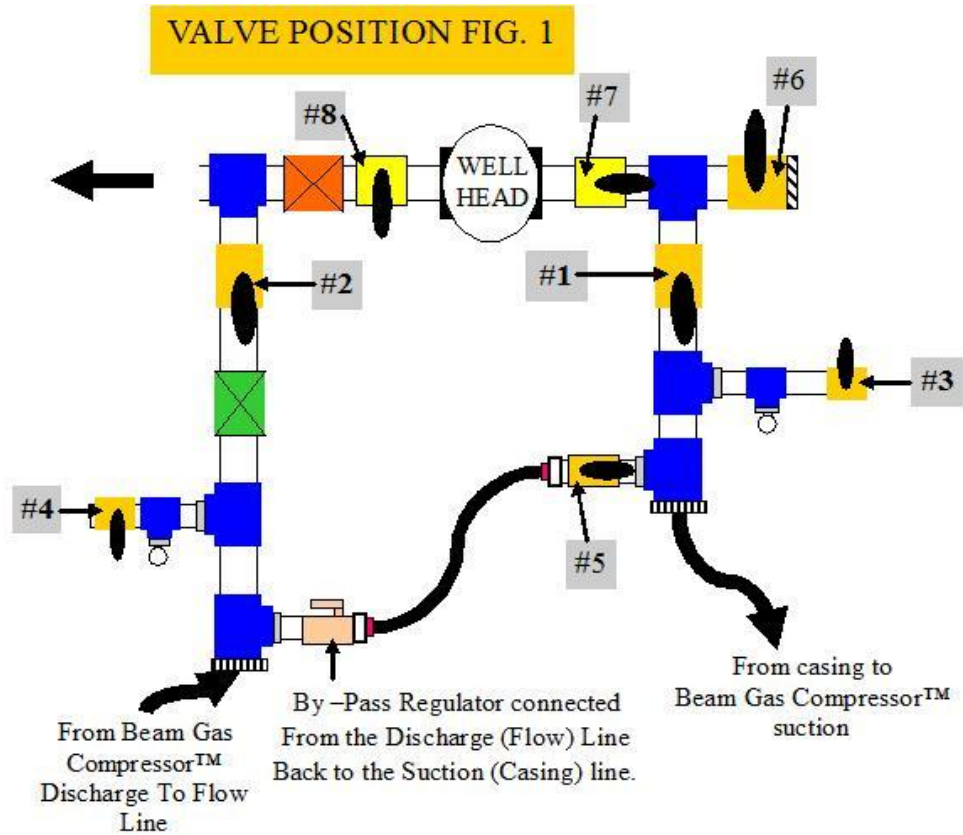 VALVE POSITION FIG. 1
#6
#7
#8
WELL
HEAD
#2
#1
#3
#4
#5
From casing to
Beam Gas Compressor™
suction
By –Pass Regulator connected
From the Discharge (Flow) Line
Back to the Suction (Casing) line.
From Beam Gas
Compressor™
Discharge To Flow
Line